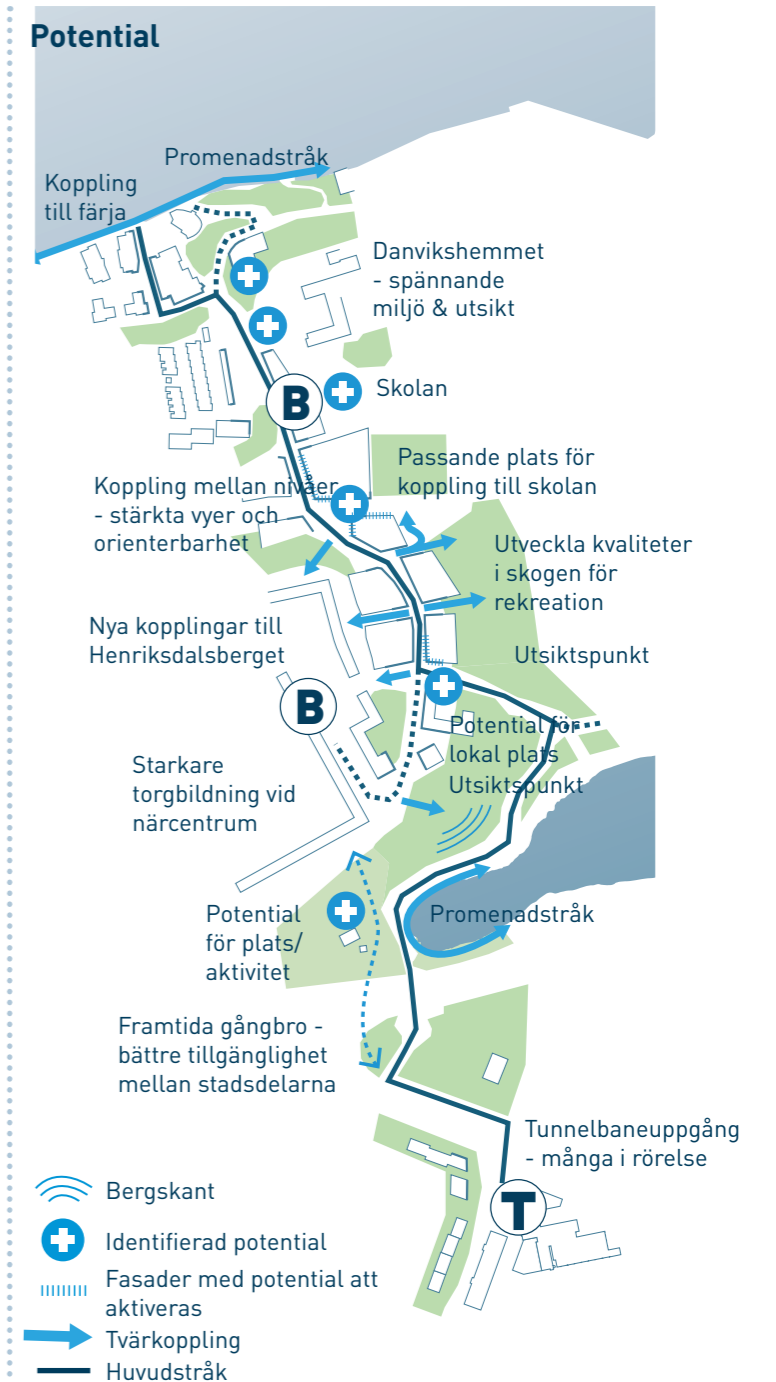 Potential
Promenadstråk
Koppling
till färja
Danvikshemmet
- spännande
miljö & utsikt
B
Skolan
Passande plats för
koppling till skolan
Koppling mellan nivåer
- stärkta vyer och
orienterbarhet
Utveckla kvaliteter
i skogen för
rekreation
Nya kopplingar till
Henriksdalsberget
Utsiktspunkt
B
Potential för
lokal plats
Utsiktspunkt
Starkare
torgbildning vid
närcentrum
Potential
för plats/
aktivitet
Promenadstråk
Framtida gångbro -
bättre tillgänglighet
mellan stadsdelarna
Tunnelbaneuppgång
- många i rörelse
T
Bergskant
Identifierad potential
Fasader med potential att
aktiveras
Tvärkoppling
Huvudstråk